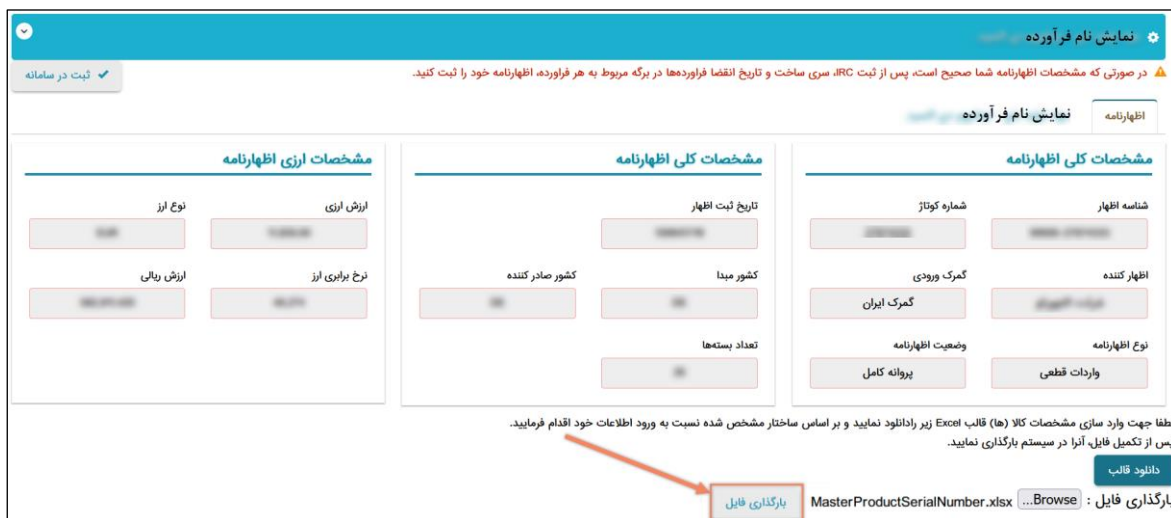 نمایش نام فرآورده
در صورتی که مشخصات اظهارنامه شما صحیح است، پس از ثبت IRC، سری ساخت و تاریخ انقضا فراورده‌ها در برگه مربوط به هر فراورده، اظهارنامه خود را ثبت کنید.
ثبت در سامانه
اظهارنامه
نمایش نام فرآورده
مشخصات کلی اظهارنامه
شناسه اظهار
شماره کوتاژ
اظهار کننده
گمرک ورودی
گمرک ایران
نوع اظهارنامه
وضعیت اظهارنامه
واردات قطعی
پروانه کامل
مشخصات کلی اظهارنامه
تاریخ ثبت اظهار
کشور مبدا
کشور صادر کننده
تعداد بسته‌ها
مشخصات ارزی اظهارنامه
ارزش ارزی
نوع ارز
نرخ برابری ارز
ارزش ریالی
لطفا جهت وارد سازی مشخصات کالا (ها) قالب Excel زیر رادانلود نمایید و بر اساس ساختار مشخص شده نسبت به ورود اطلاعات خود اقدام فرمایید.
پس از تکمیل فایل، آنرا در سیستم بارگذاری نمایید.
دانلود قالب
بارگذاری فایل : Browse... MasterProductSerialNumber.xlsx
بارگذاری فایل